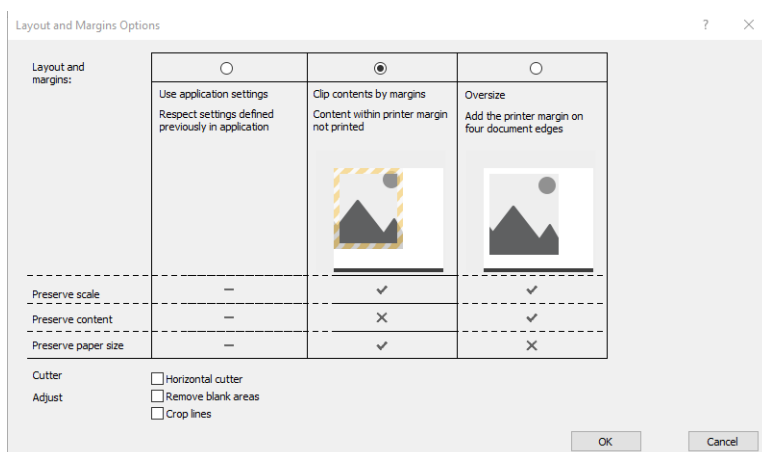 Layout and Margins Options
?
Layout and
margins:
Use application settings
Respect settings defined
previously in application
Clip contents by margins
Content within printer margin
not printed
Oversize
Add the printer margin on
four document edges
Preserve scale
Preserve content
Preserve paper size
Cutter
Horizontal cutter
Adjust
Remove blank areas
Crop lines
OK
Cancel